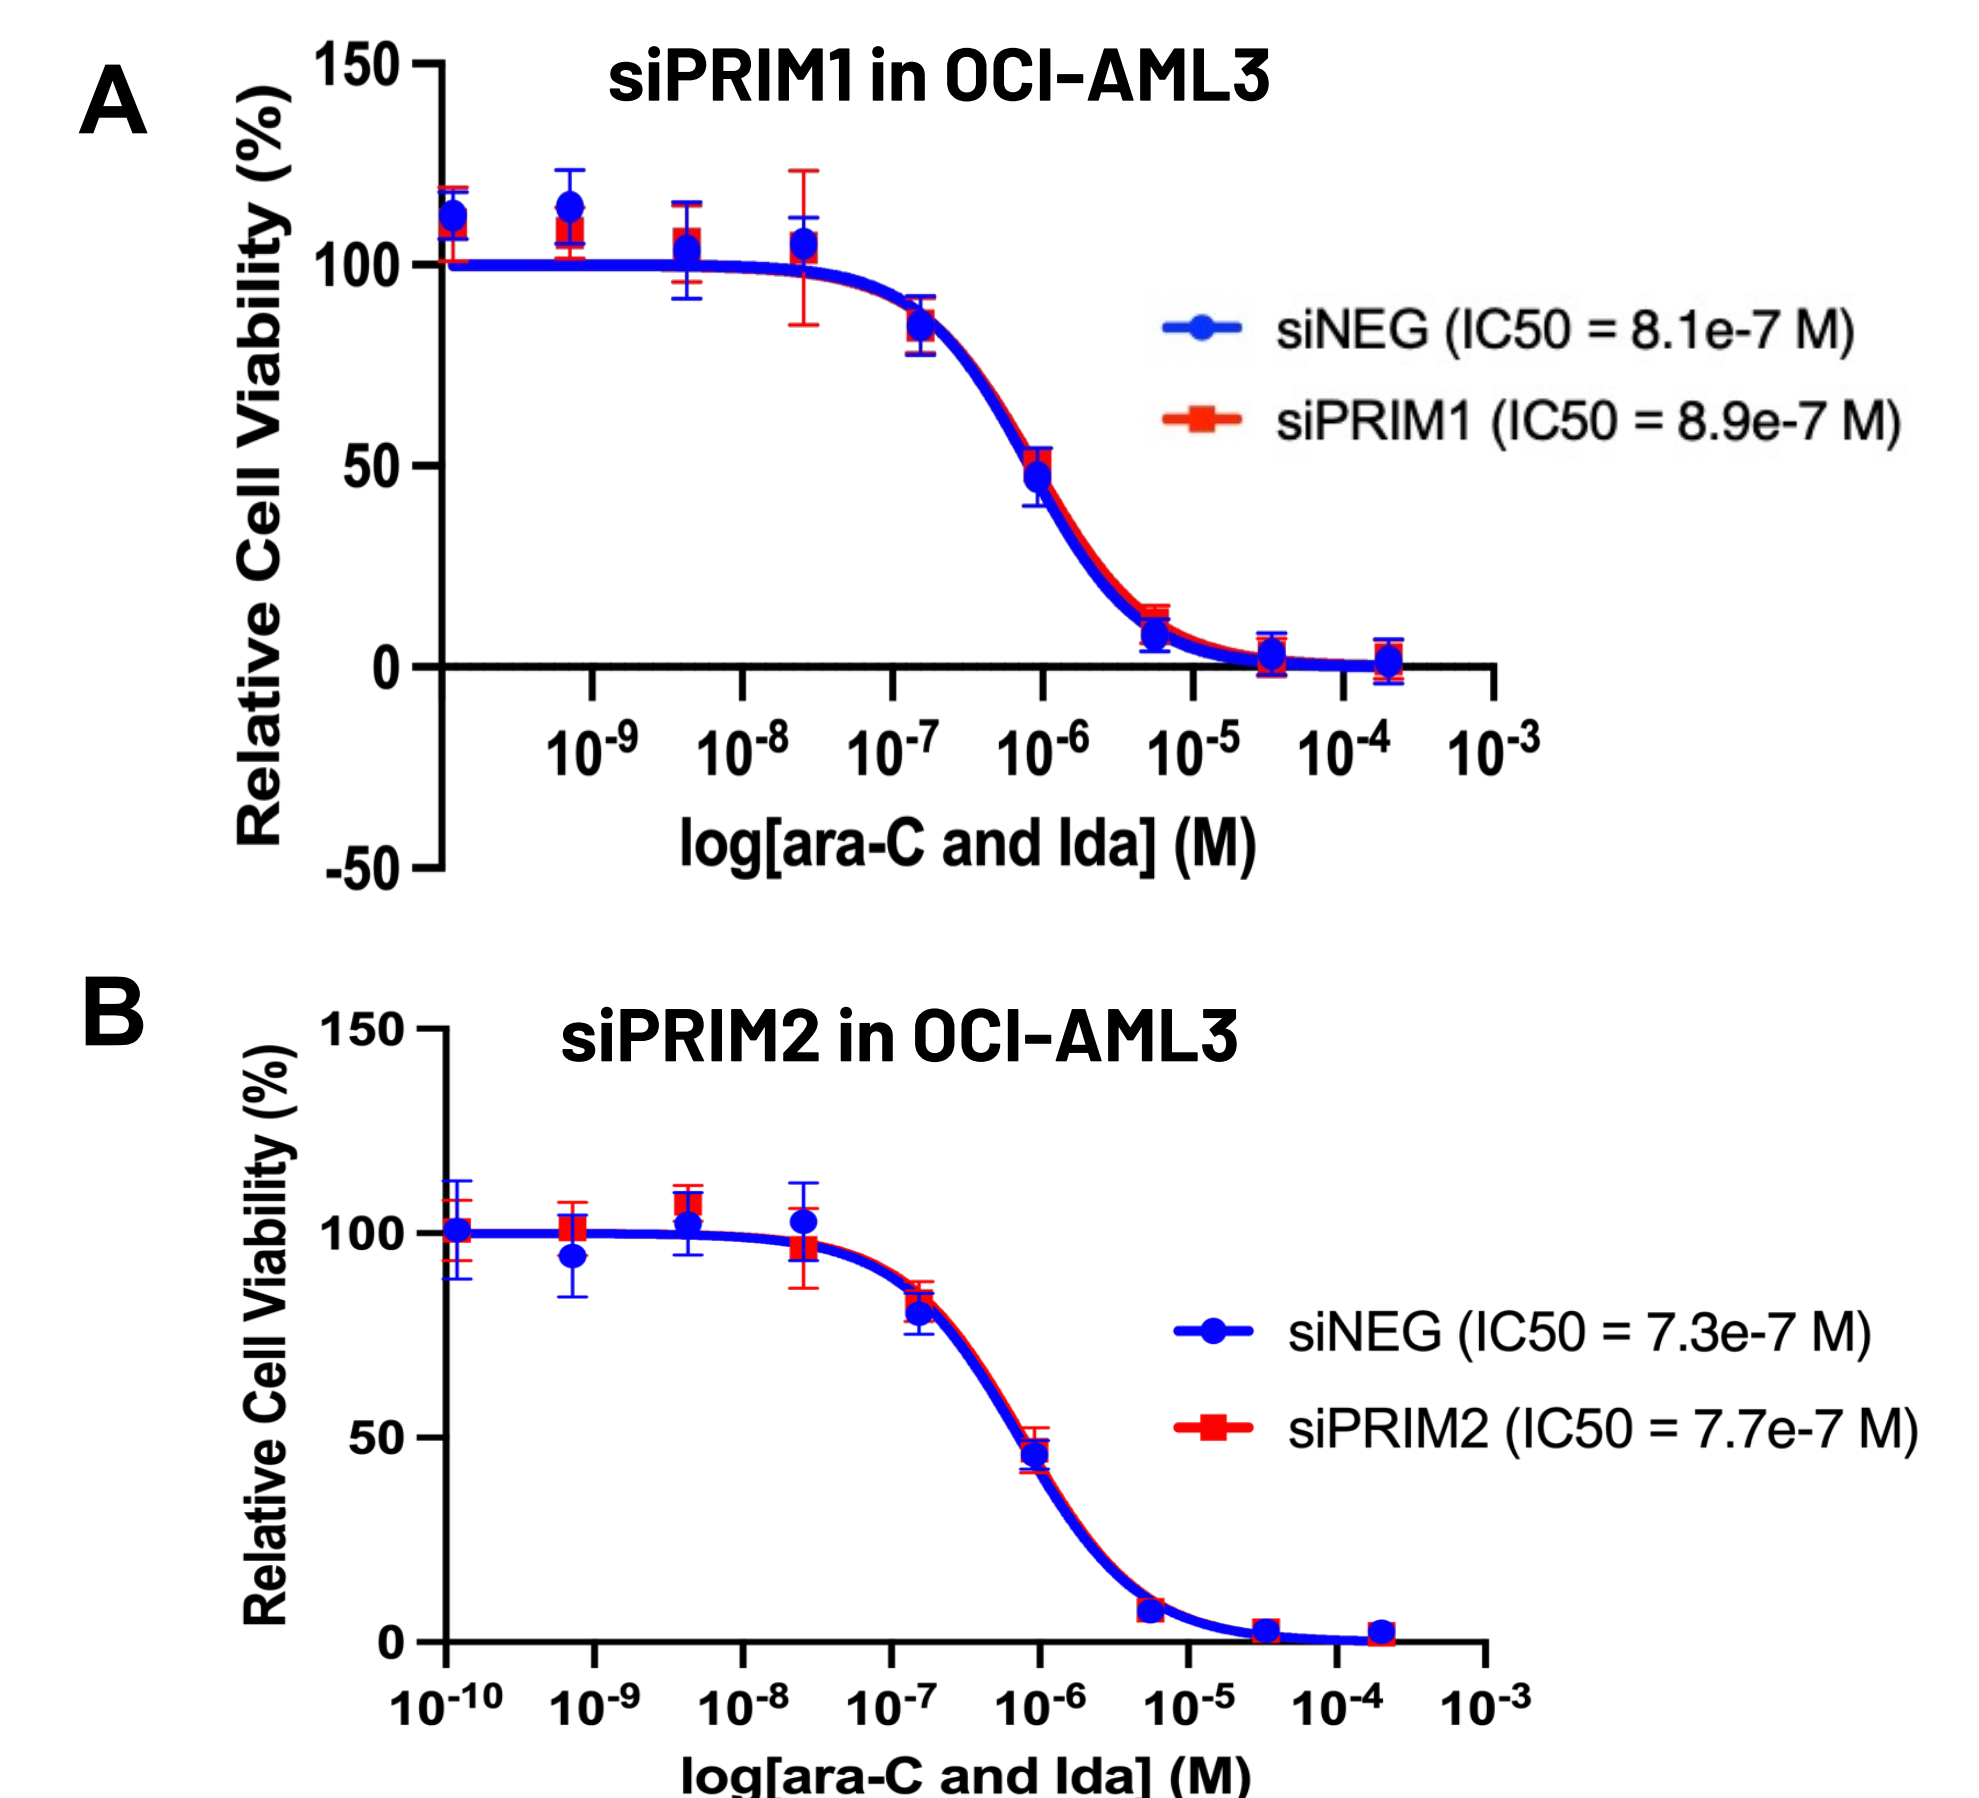 A
siPRIM1 in OCI-AML3
Relative Cell Viability (%)
150
100
50
0
-50
siNEG (IC50 = 8.1e-7 M)
siPRIM1 (IC50 = 8.9e-7 M)
10⁻⁹ 10⁻⁸ 10⁻⁷ 10⁻⁶ 10⁻⁵ 10⁻⁴ 10⁻³
log[ara-C and Ida] (M)
B
siPRIM2 in OCI-AML3
Relative Cell Viability (%)
150
100
50
0
siNEG (IC50 = 7.3e-7 M)
siPRIM2 (IC50 = 7.7e-7 M)
10⁻¹⁰ 10⁻⁹ 10⁻⁸ 10⁻⁷ 10⁻⁶ 10⁻⁵ 10⁻⁴ 10⁻³
log[ara-C and Ida] (M)